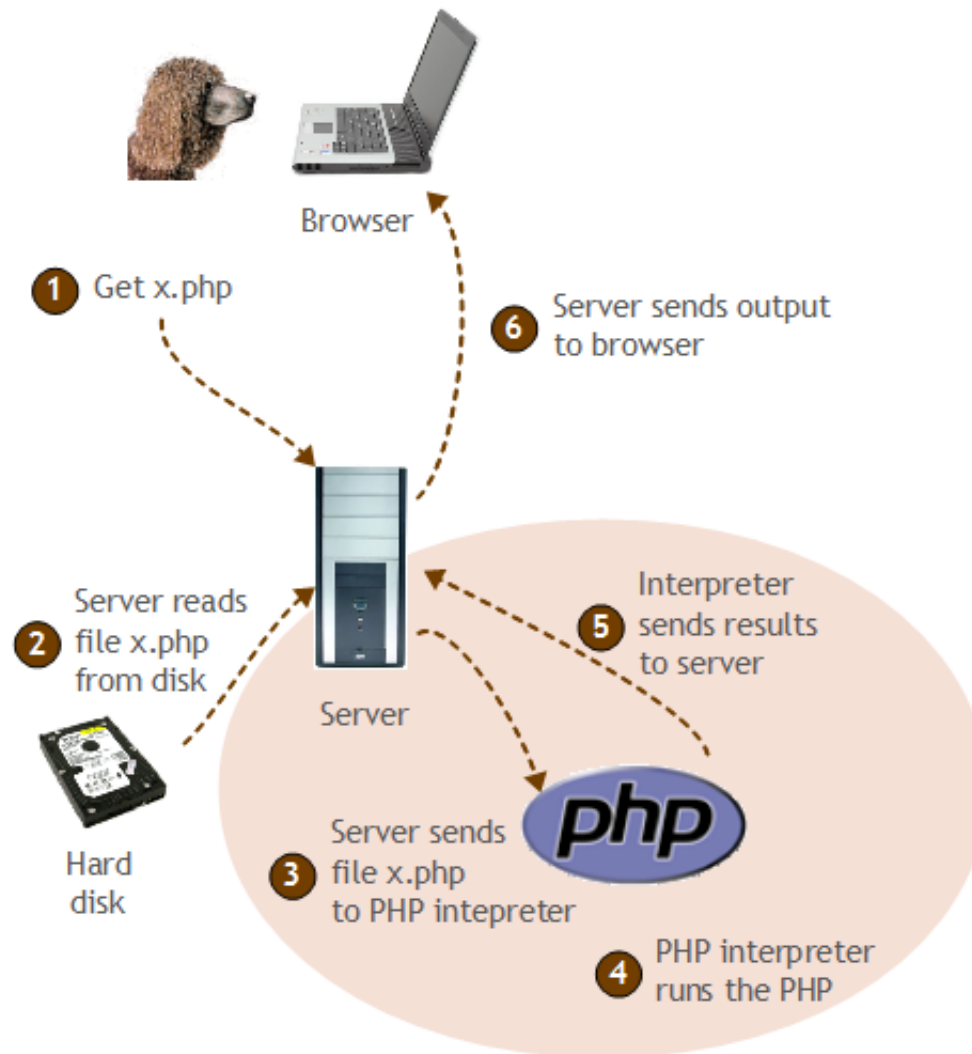 Browser
1 Get x.php
6 Server sends output
to browser
2 Server reads
file x.php
from disk
Server
5 Interpreter
sends results
to server
Hard
disk
php
3 Server sends
file x.php
to PHP intepreter
4 PHP interpreter
runs the PHP